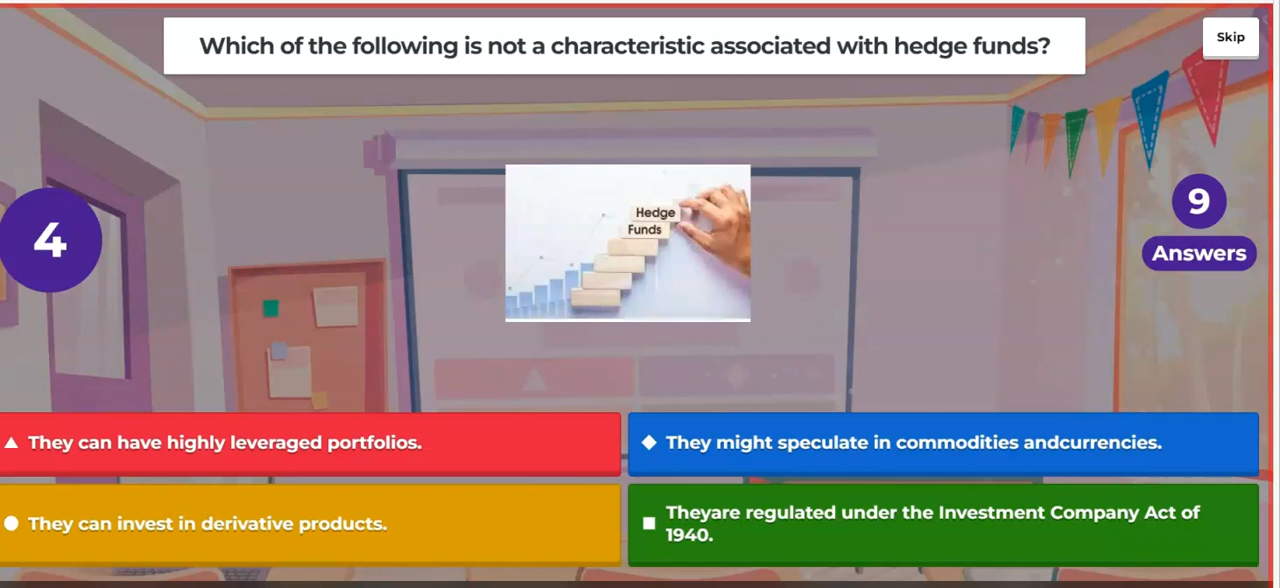 Which of the following is not a characteristic associated with hedge funds?
Skip
Hedge
Funds
4
9
Answers
They can have highly leveraged portfolios.
They might speculate in commodities andcurrencies.
They can invest in derivative products.
Theyare regulated under the Investment Company Act of
1940.